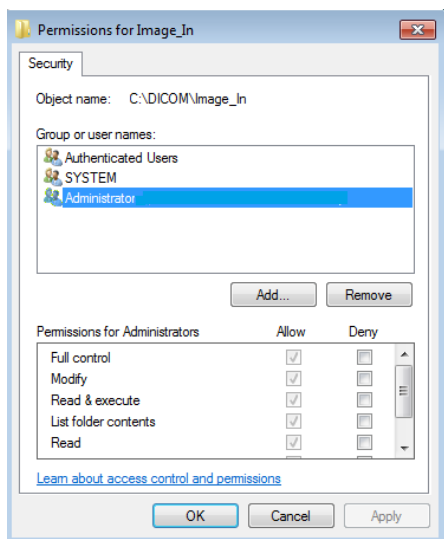 Permissions for Image_In
Security
Object name: C:\DICOM\Image_In
Group or user names:
Authenticated Users
SYSTEM
Administrator
Add... Remove
Permissions for Administrators Allow Deny
Full control
Modify
Read & execute
List folder contents
Read
Learn about access control and permissions
OK Cancel Apply